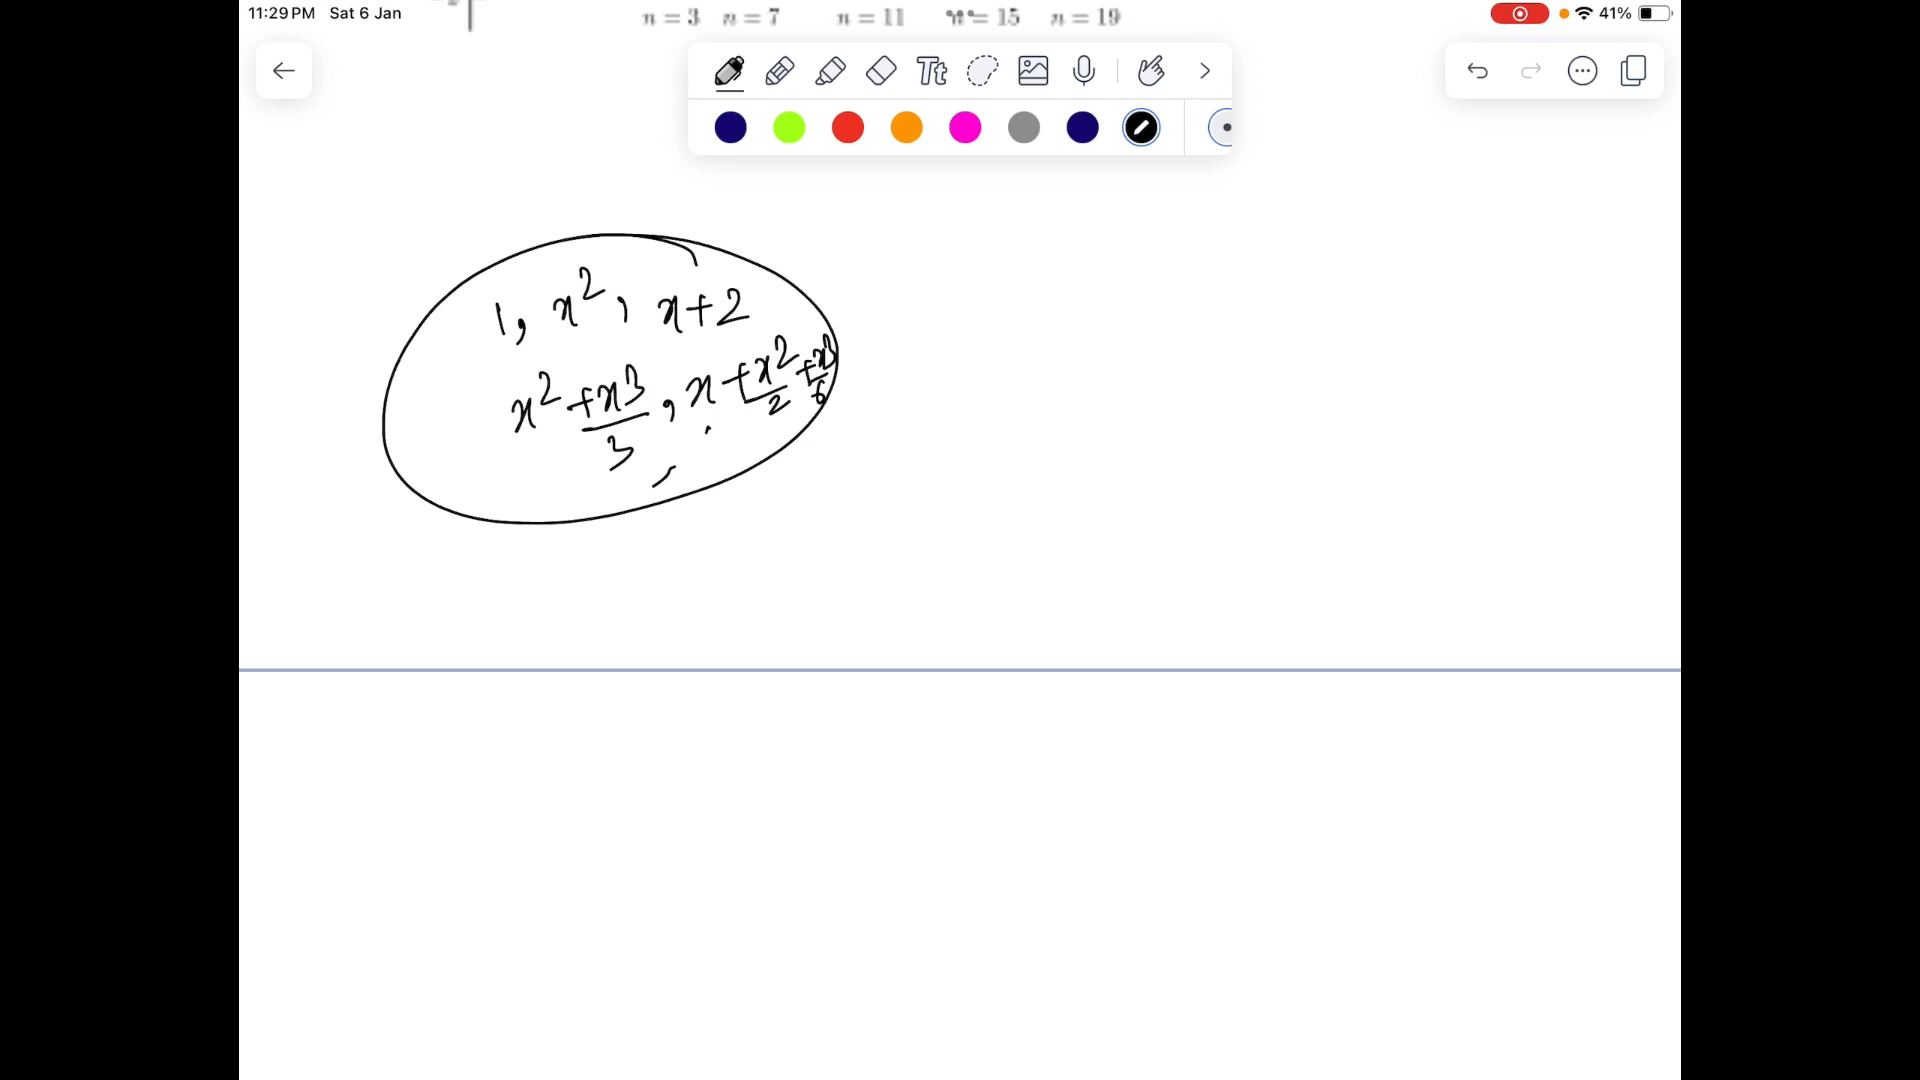 11:29 PM Sat 6 Jan
41%
n = 3 n = 7 n = 11 n = 15 n = 19
Tt
1, x², x+2
x² + x³/3, x + x²/2 + x³/6